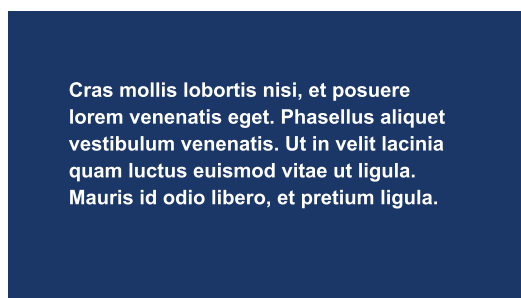 Cras mollis lobortis nisi, et posuere
lorem venenatis eget. Phasellus aliquet
vestibulum venenatis. Ut in velit lacinia
quam luctus euismod vitae ut ligula.
Mauris id odio libero, et pretium ligula.